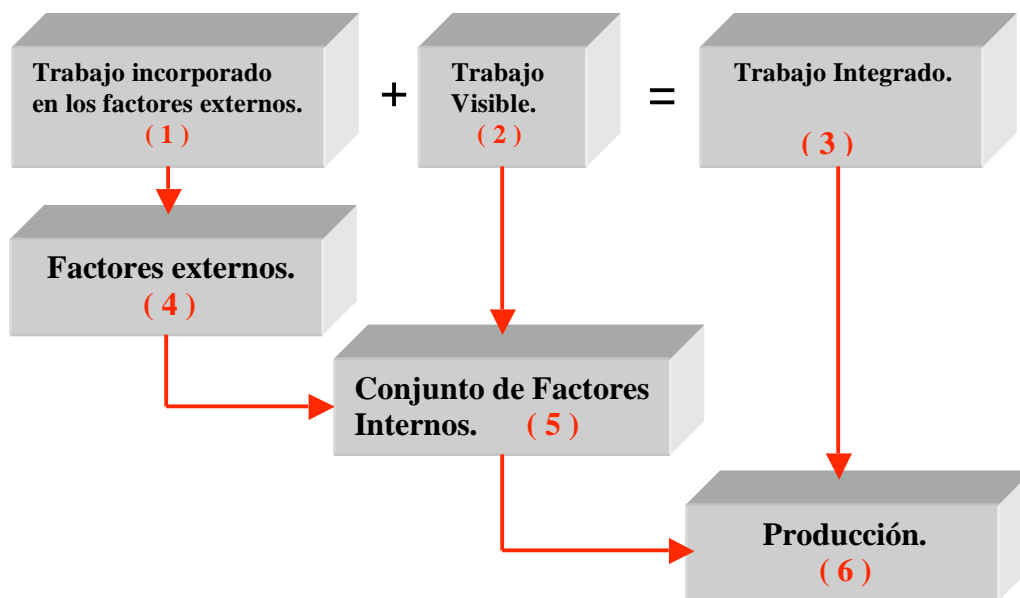 Trabajo incorporado
en los factores externos.
( 1 )
+
Trabajo
Visible.
( 2 )
=
Trabajo Integrado.
( 3 )
Factores externos.
( 4 )
Conjunto de Factores
Internos. ( 5 )
Producción.
( 6 )